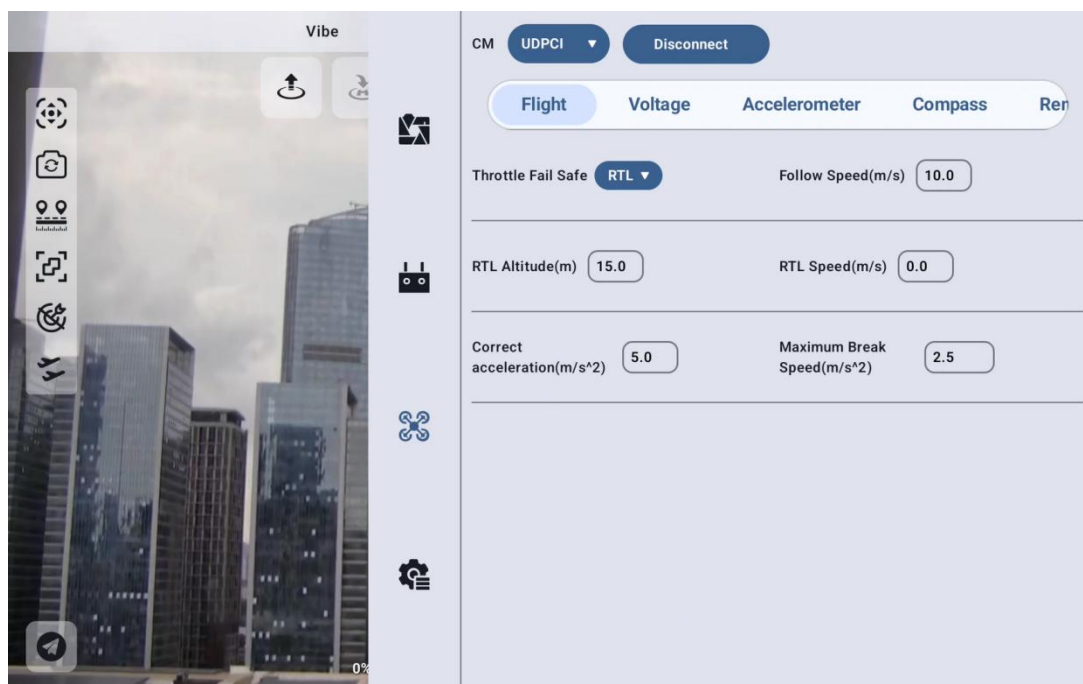 Vibe
CM UDPCI ▼ Disconnect
Flight Voltage Accelerometer Compass Rer
Throttle Fail Safe RTL ▼ Follow Speed(m/s) 10.0
RTL Altitude(m) 15.0 RTL Speed(m/s) 0.0
Correct
acceleration(m/s^2) 5.0
Maximum Break
Speed(m/s^2) 2.5
0%